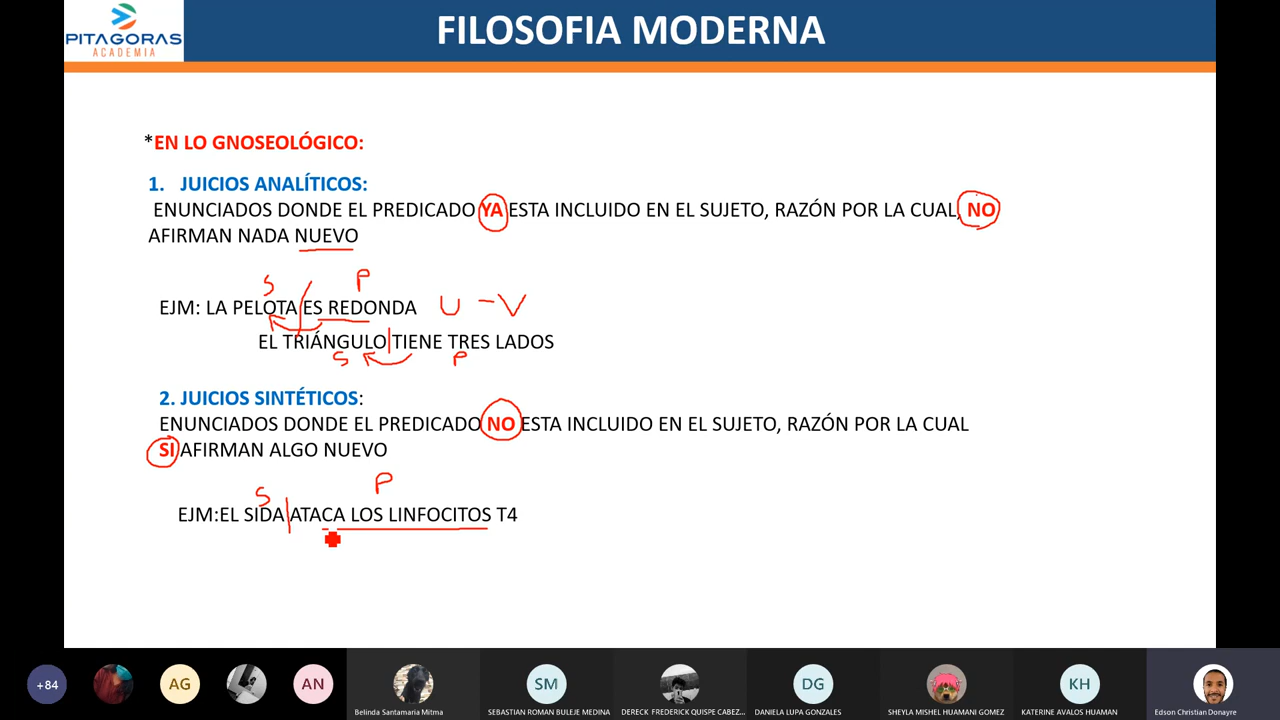 PITAGORAS
ACADEMIA
FILOSOFIA MODERNA
*EN LO GNOSEOLÓGICO:
1. JUICIOS ANALÍTICOS:
ENUNCIADOS DONDE EL PREDICADO YA ESTA INCLUIDO EN EL SUJETO, RAZÓN POR LA CUAL, NO
AFIRMAN NADA NUEVO
S P
EJM: LA PELOTA ES REDONDA U - V
EL TRIÁNGULO TIENE TRES LADOS
S P
2. JUICIOS SINTÉTICOS:
ENUNCIADOS DONDE EL PREDICADO NO ESTA INCLUIDO EN EL SUJETO, RAZÓN POR LA CUAL
SI AFIRMAN ALGO NUEVO
S P
EJM:EL SIDA ATACA LOS LINFOCITOS T4
+84 AG AN SM DG KH
Belinda Santamaria Mitma SEBASTIAN ROMAN BULEJE MEDINA DERECK FREDERICK QUISPE CABEZ... DANIELA LUPA GONZALES SHEYLA MISHEL HUAMANI GOMEZ KATERINE AVALOS HUAMAN Edson Christian Donayre